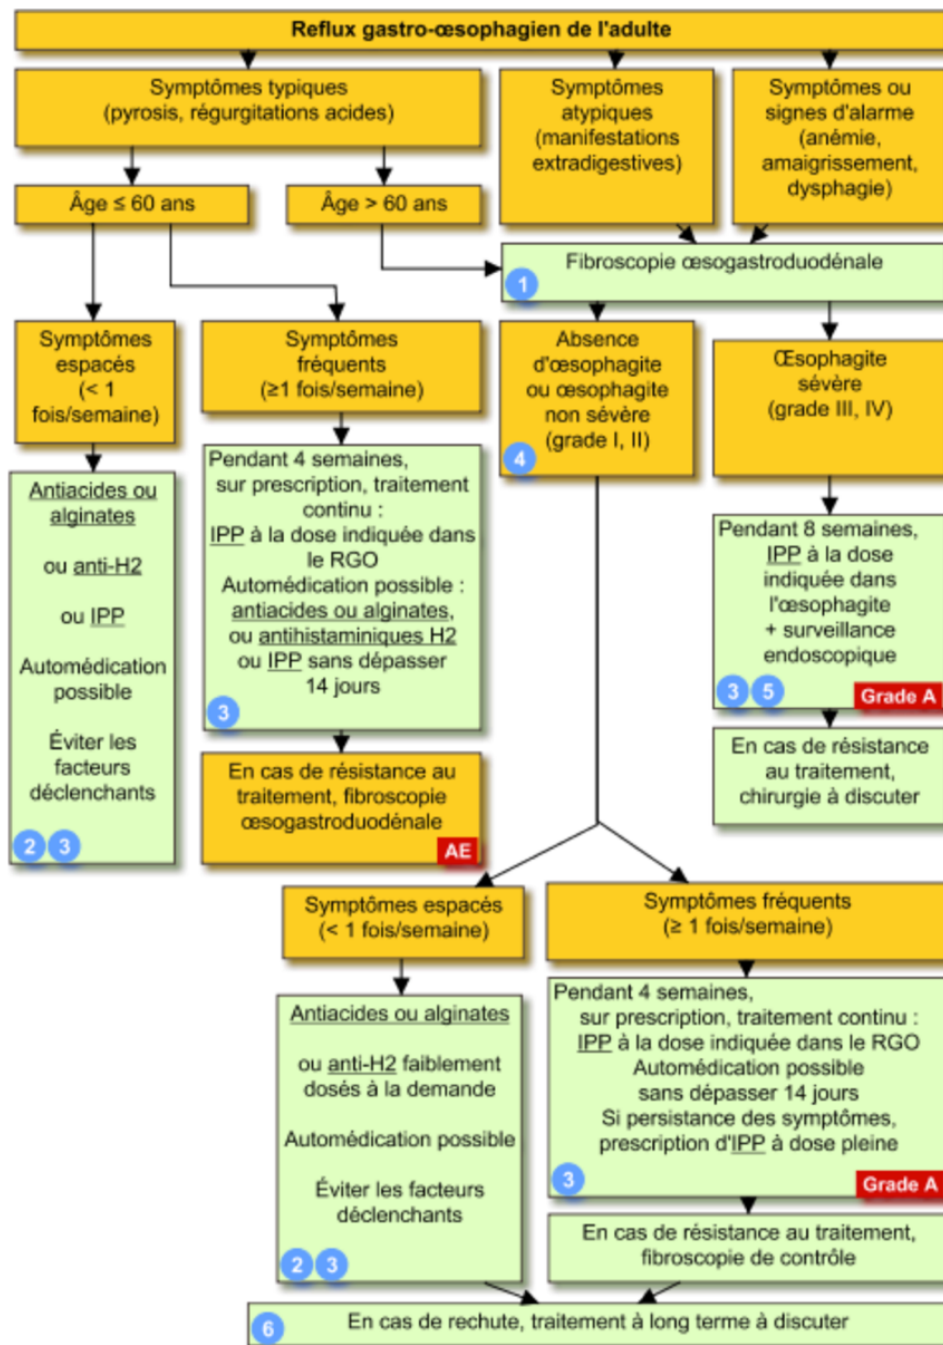 Reflux gastro-œsophagien de l'adulte
Symptômes typiques
(pyrosis, régurgitations acides)
Symptômes
atypiques
(manifestations
extradigestives)
Symptômes ou
signes d'alarme
(anémie,
amaigrissement,
dysphagie)
Âge ≤ 60 ans
Âge > 60 ans
Fibroscopie œsogastroduodénale
1
Symptômes
espacés
(< 1
fois/semaine)
Symptômes
fréquents
(≥1 fois/semaine)
Absence
d'œsophagite
ou œsophagite
non sévère
(grade I, II)
4
Œsophagite
sévère
(grade III, IV)
Antiacides ou
alginates
ou anti-H2
ou IPP
Automédication
possible
Éviter les
facteurs
déclenchants
2 3
Pendant 4 semaines,
sur prescription, traitement
continu :
IPP à la dose indiquée dans
le RGO
Automédication possible :
antiacides ou alginates,
ou antihistaminiques H2
ou IPP sans dépasser
14 jours
3
Pendant 8 semaines,
IPP à la dose
indiquée dans
l'œsophagite
+ surveillance
endoscopique
3 5 Grade A
En cas de résistance au
traitement, fibroscopie
œsogastroduodénale
AE
En cas de résistance
au traitement,
chirurgie à discuter
Symptômes espacés
(< 1 fois/semaine)
Symptômes fréquents
(≥ 1 fois/semaine)
Antiacides ou alginates
ou anti-H2 faiblement
dosés à la demande
Automédication possible
Éviter les facteurs
déclenchants
2 3
Pendant 4 semaines,
sur prescription, traitement continu :
IPP à la dose indiquée dans le RGO
Automédication possible
sans dépasser 14 jours
Si persistance des symptômes,
prescription d'IPP à dose pleine
3 Grade A
En cas de résistance au traitement,
fibroscopie de contrôle
6 En cas de rechute, traitement à long terme à discuter